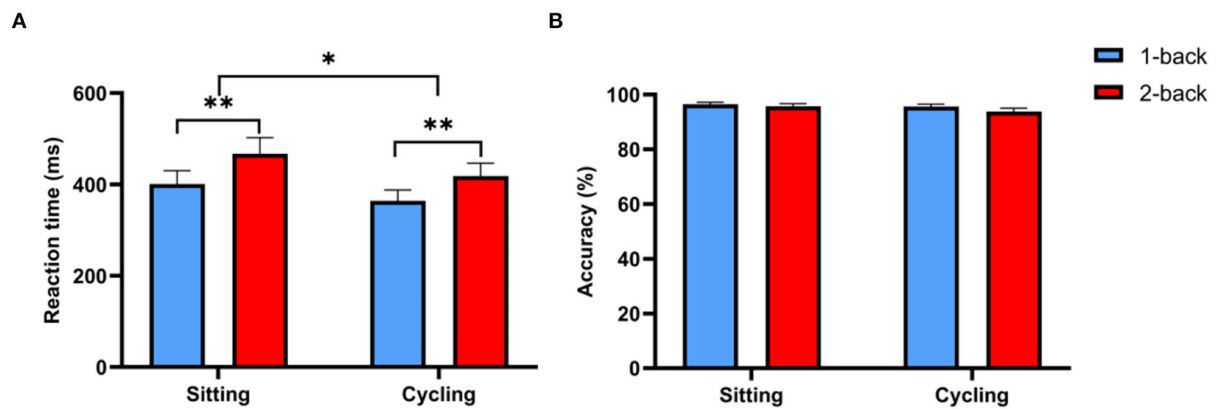 A
Reaction time (ms)
600
400
200
0
*
**
**
Sitting
Cycling
B
Accuracy (%)
100
80
60
40
20
0
Sitting
Cycling
1-back
2-back